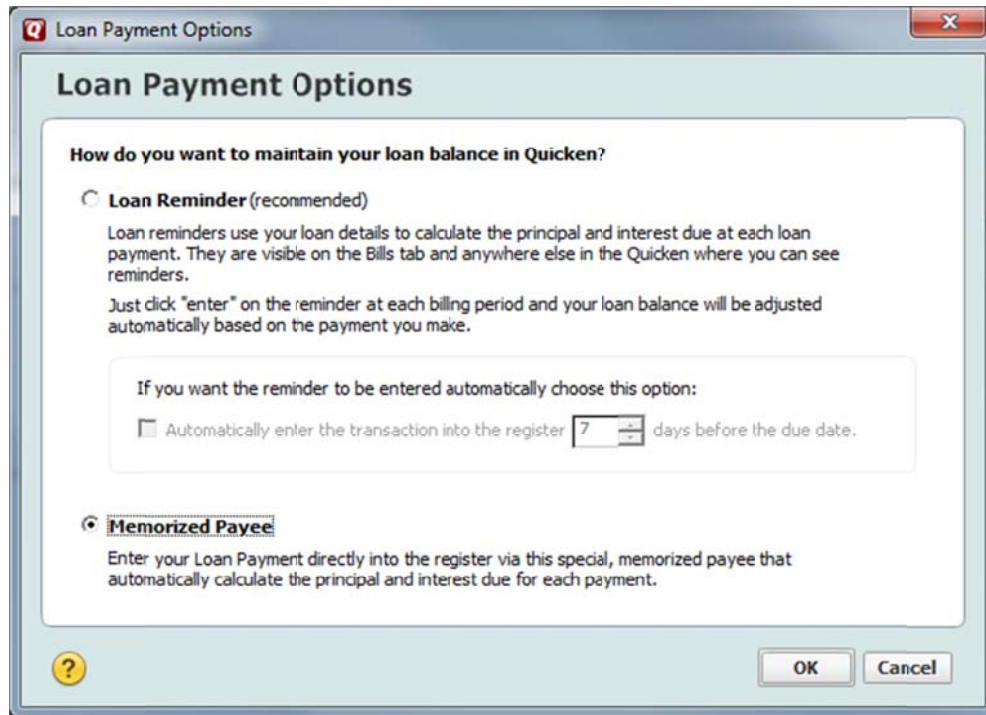 Loan Payment Options
Loan Payment Options
How do you want to maintain your loan balance in Quicken?
Loan Reminder (recommended)
Loan reminders use your loan details to calculate the principal and interest due at each loan
payment. They are visible on the Bills tab and anywhere else in the Quicken where you can see
reminders.
Just click "enter" on the reminder at each billing period and your loan balance will be adjusted
automatically based on the payment you make.
If you want the reminder to be entered automatically choose this option:
Automatically enter the transaction into the register 7 days before the due date.
Memorized Payee
Enter your Loan Payment directly into the register via this special, memorized payee that
automatically calculate the principal and interest due for each payment.
? OK Cancel